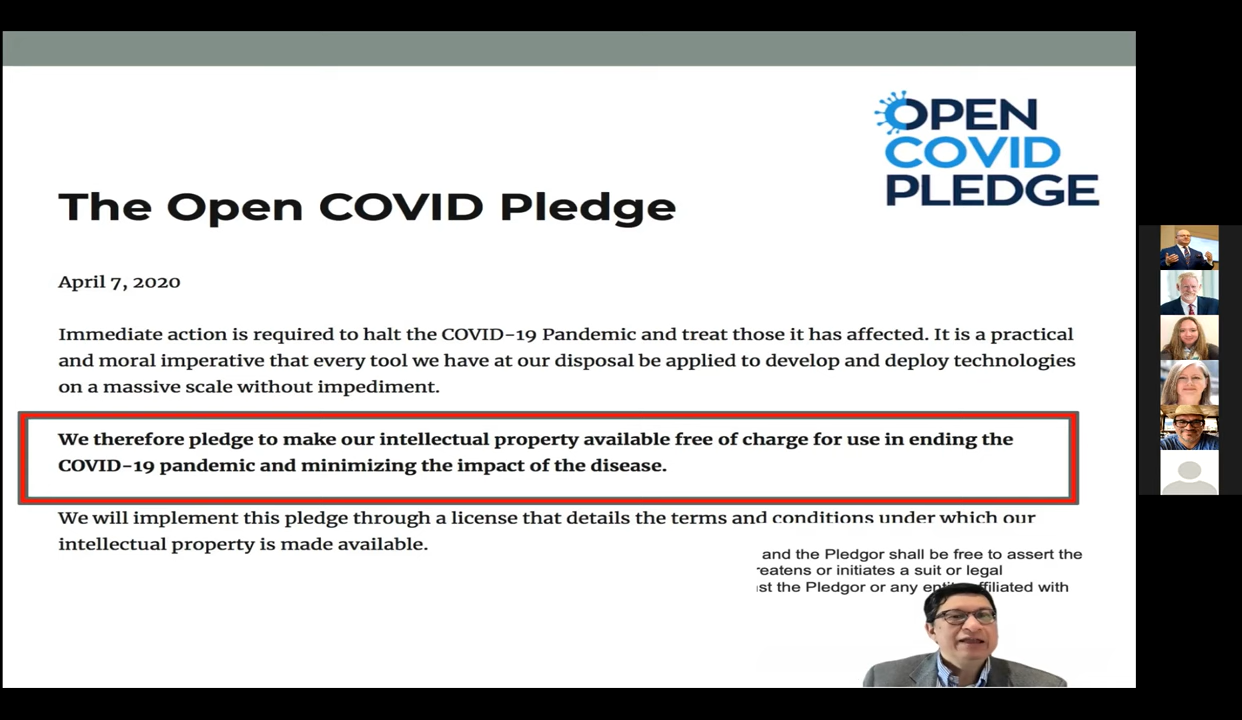 OPEN
COVID
PLEDGE
The Open COVID Pledge
April 7, 2020
Immediate action is required to halt the COVID-19 Pandemic and treat those it has affected. It is a practical
and moral imperative that every tool we have at our disposal be applied to develop and deploy technologies
on a massive scale without impediment.
We therefore pledge to make our intellectual property available free of charge for use in ending the
COVID-19 pandemic and minimizing the impact of the disease.
We will implement this pledge through a license that details the terms and conditions under which our
intellectual property is made available.
and the Pledgor shall be free to assert the
or initiates a suit or legal
the Pledgor or any with